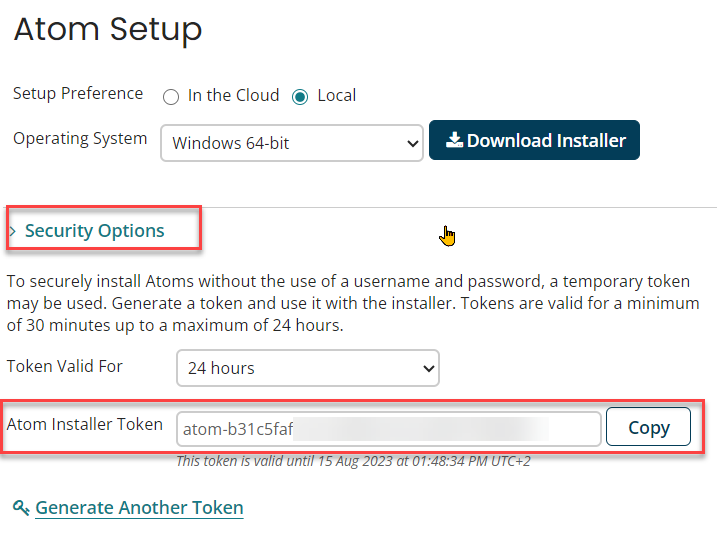 Atom Setup
Setup Preference In the Cloud Local
Operating System Windows 64-bit Download Installer
> Security Options
To securely install Atoms without the use of a username and password, a temporary token
may be used. Generate a token and use it with the installer. Tokens are valid for a minimum
of 30 minutes up to a maximum of 24 hours.
Token Valid For 24 hours
Atom Installer Token atom-b31c5faf Copy
This token is valid until 15 Aug 2023 at 01:48:34 PM UTC+2
Generate Another Token